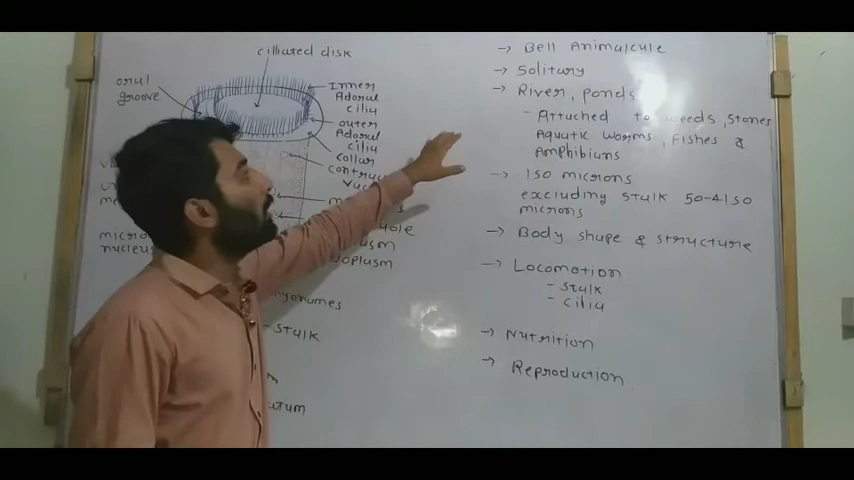 cilliated disk
oral
groove
Inner
Adoral
cilia
outer
Adoral
cilia
collar
micro
nucleus
stalk
→ Bell Animalcule
→ Solitary
→ River, ponds
- Attached to weeds, stones
Aquatic worms, Fishes &
Amphibians
→ 150 microns
excluding stalk 50-4150
microns
→ Body shape & structure
→ Locomotion
- stalk
- cilia
→ Nutrition
→ Reproduction